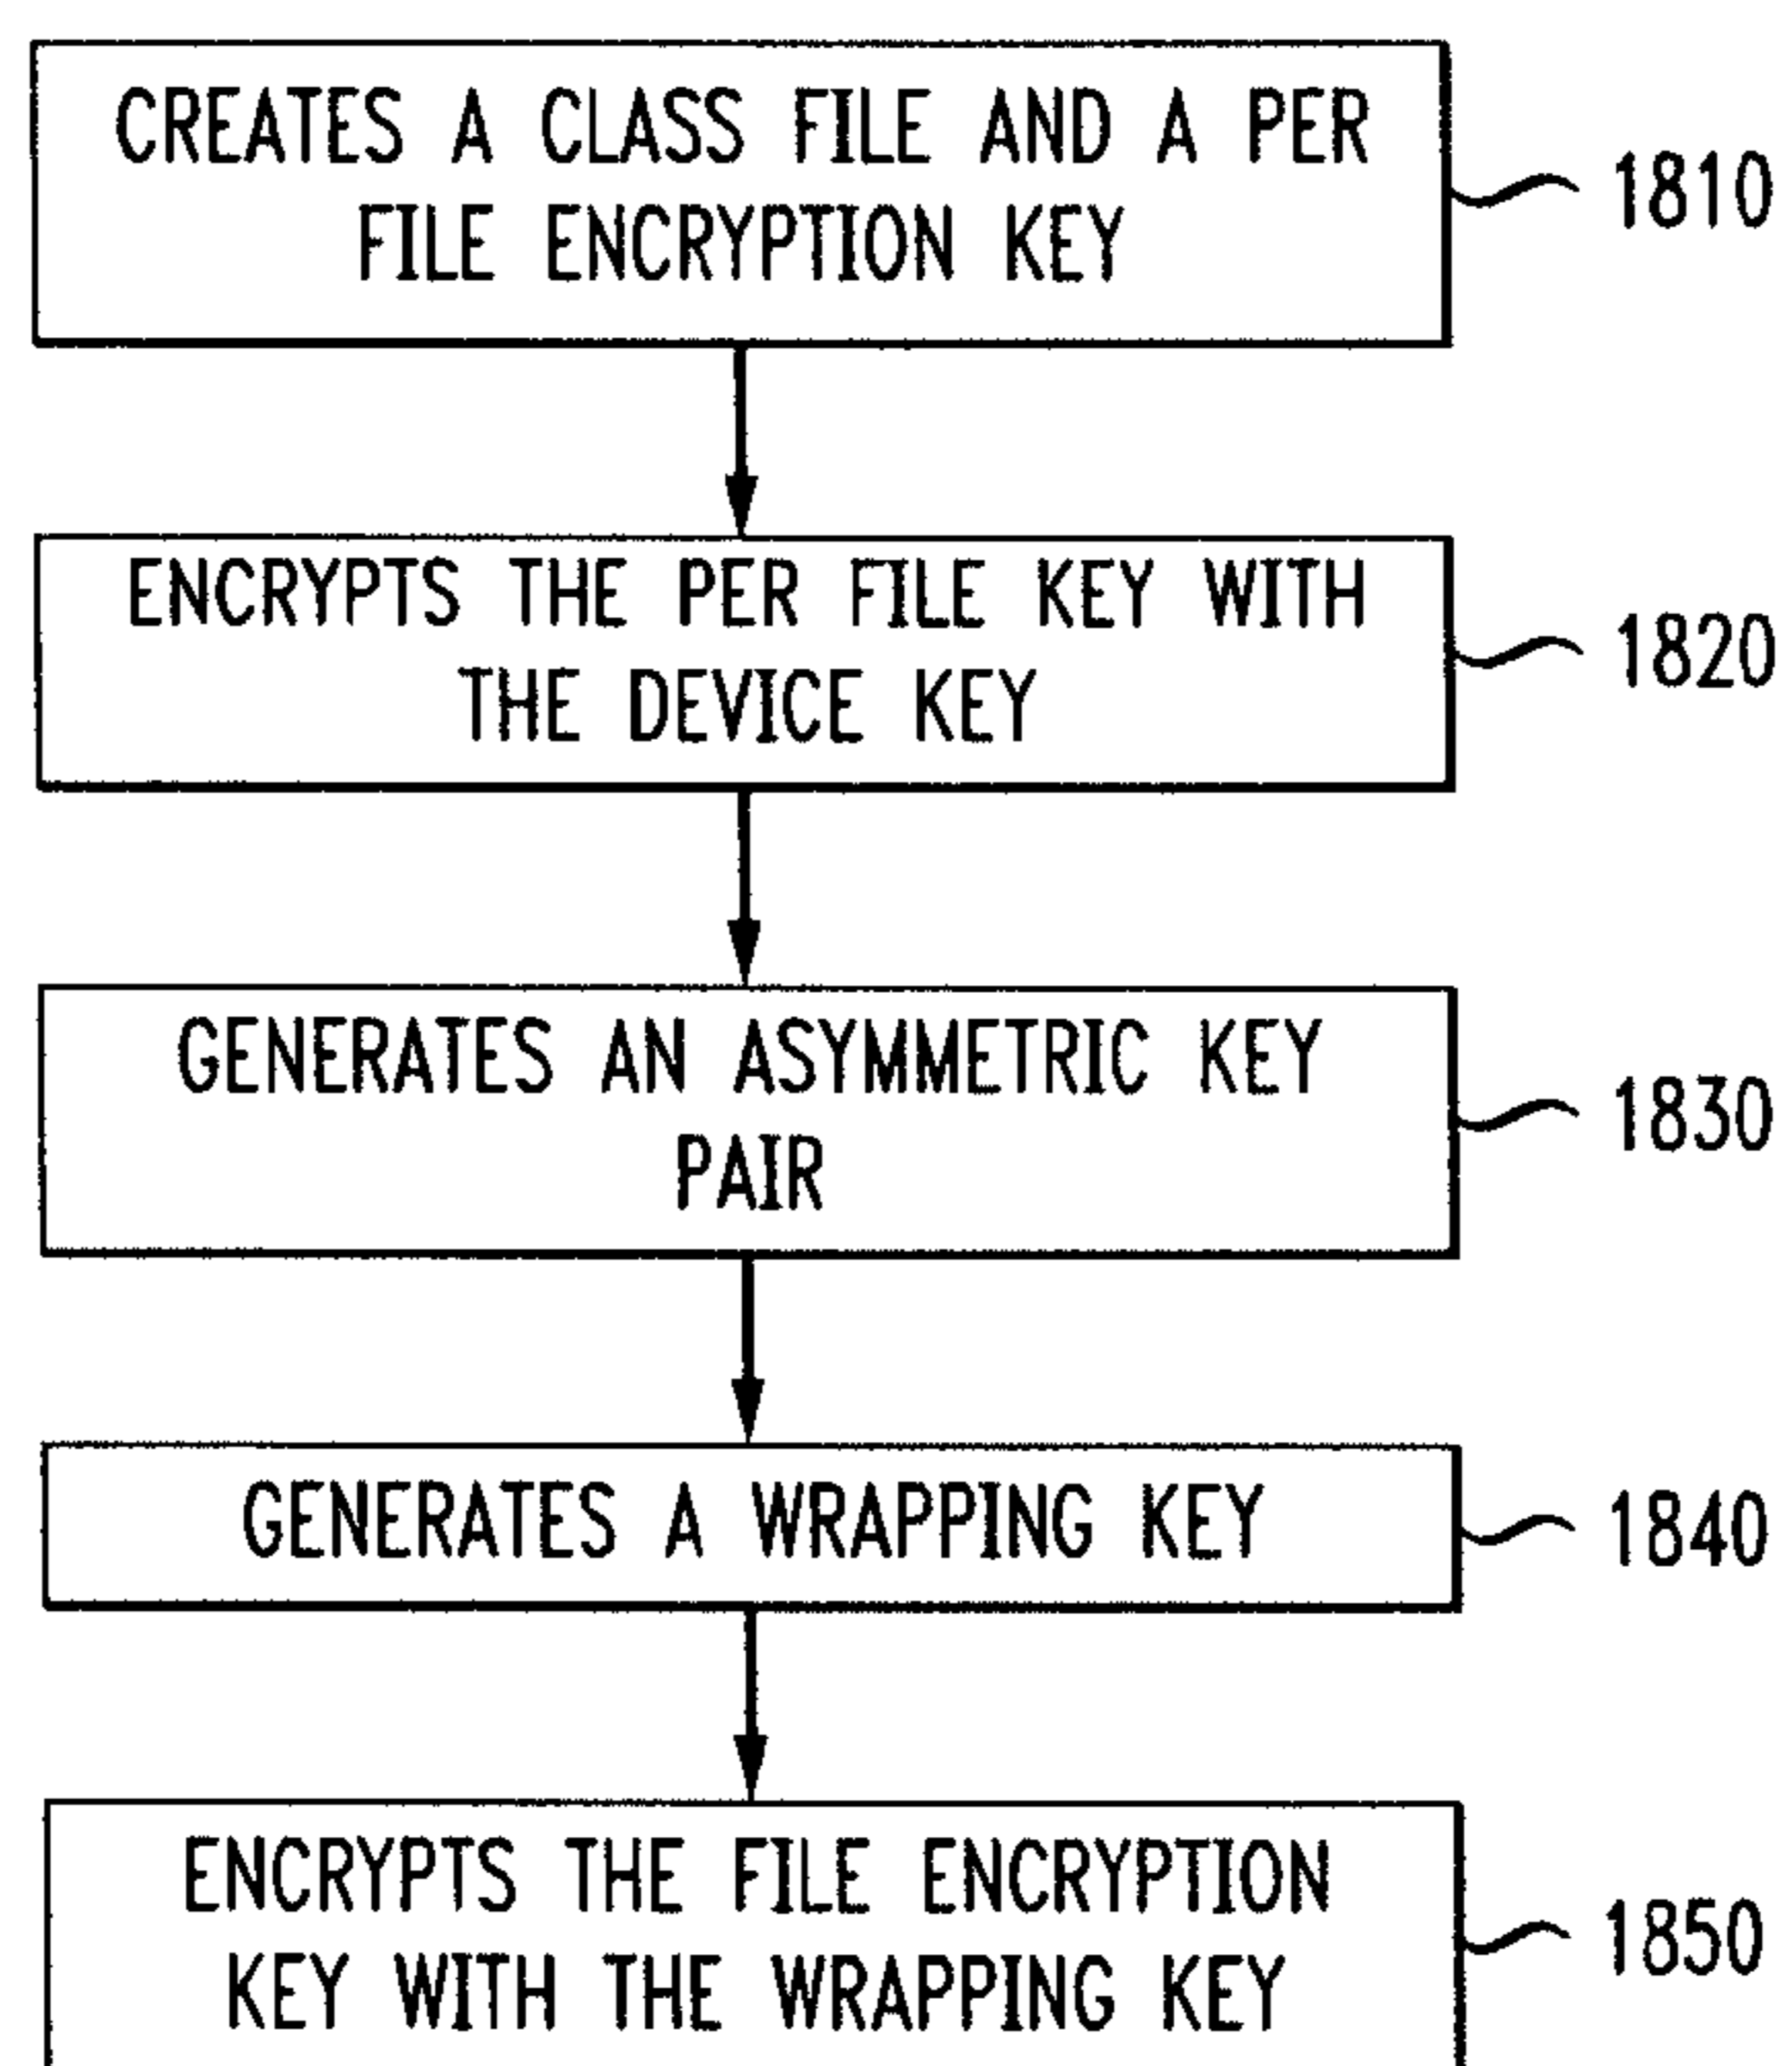 CREATES A CLASS FILE AND A PER
FILE ENCRYPTION KEY
1810
ENCRYPTS THE PER FILE KEY WITH
THE DEVICE KEY
1820
GENERATES AN ASYMMETRIC KEY
PAIR
1830
GENERATES A WRAPPING KEY
1840
ENCRYPTS THE FILE ENCRYPTION
KEY WITH THE WRAPPING KEY
1850